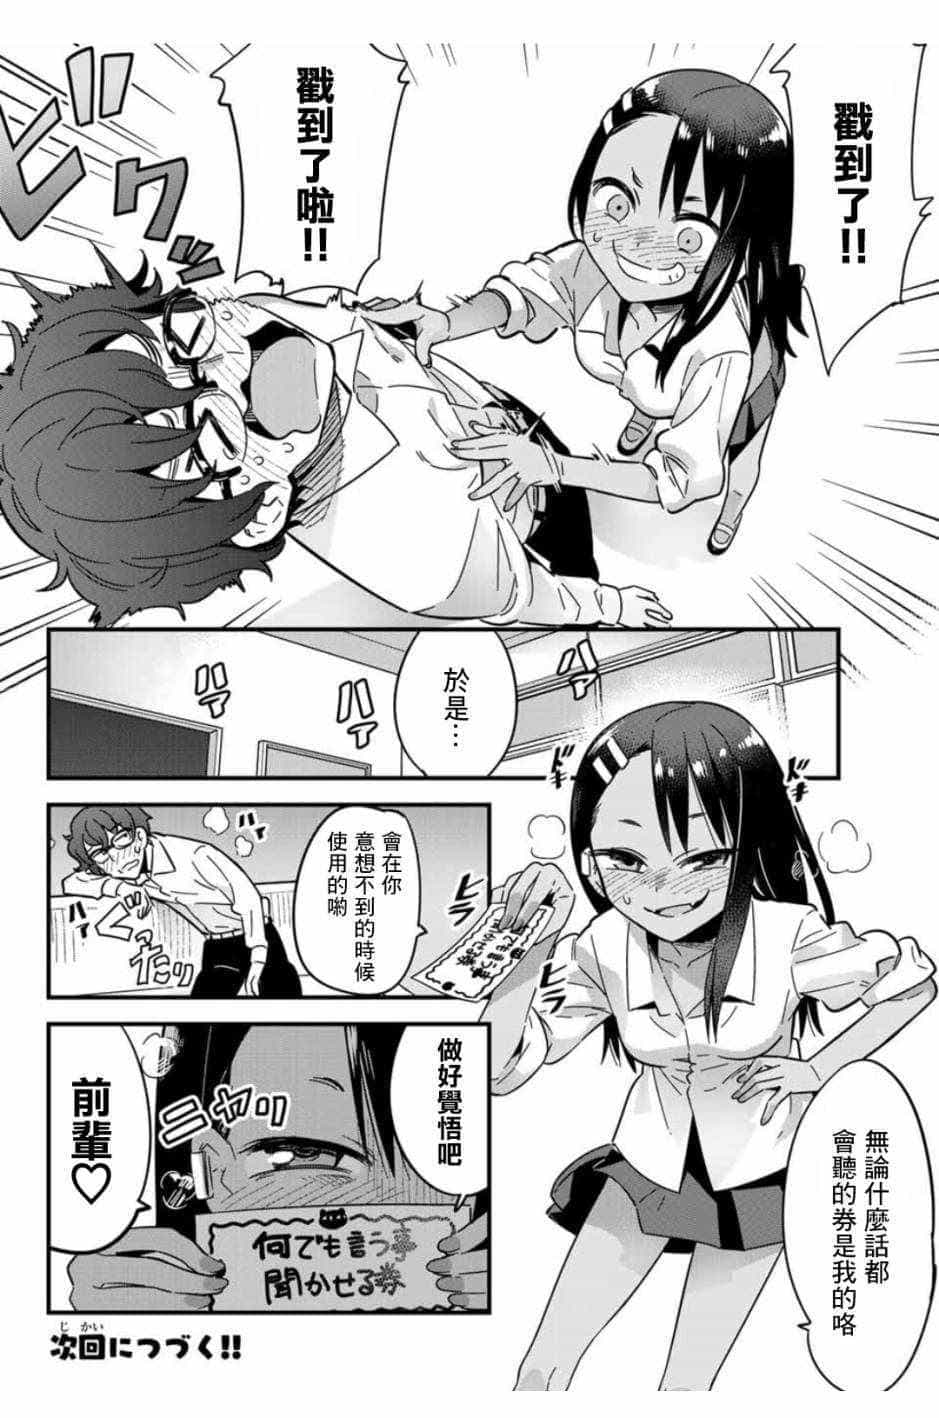 戳到了!!
戳到了啦!!
ビクッ
於是…
ハァ
ハァ
ハァ
ハァ
ドキ
ドキ
ヒラ
ヒラ
會在你
意想不到的時候
使用的喲
ぐっ
たりッ
無論什麼話都
會聽的券是我的咯
做好覺悟吧
前輩♡
ニヤリ
何でも言う事
聞かせる券
じかい
次回につづく!!